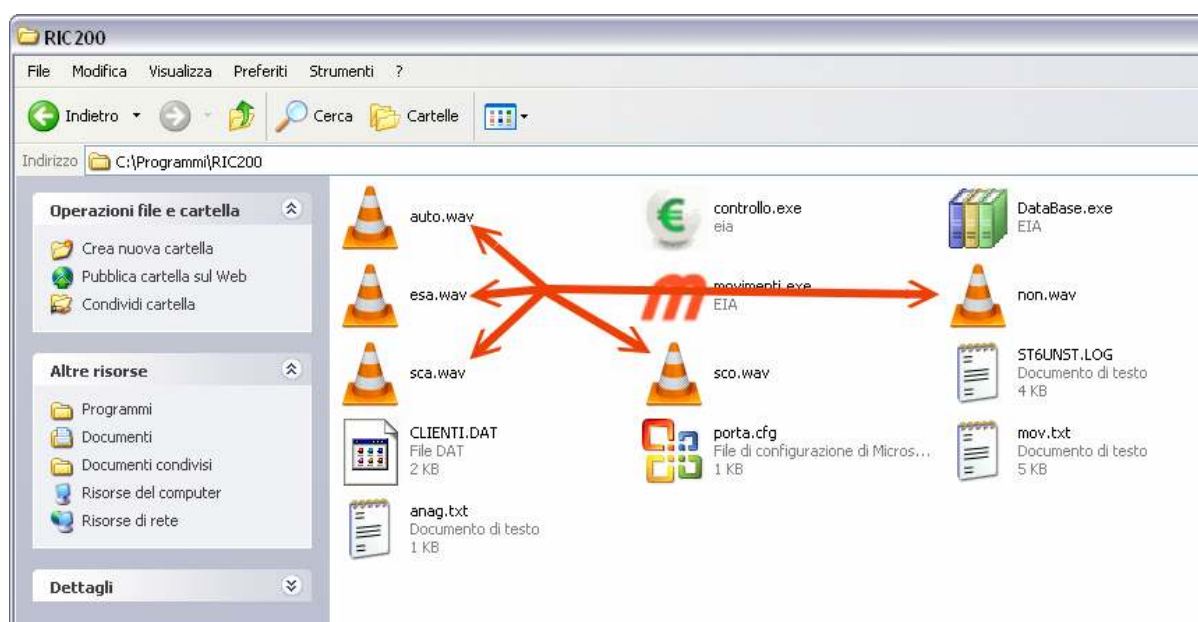 RIC200
File Modifica Visualizza Preferiti Strumenti ?
Indietro Cerca Cartelle
Indirizzo C:\Programmi\RIC200
Operazioni file e cartella
Crea nuova cartella
Pubblica cartella sul Web
Condividi cartella
Altre risorse
Programmi
Documenti
Documenti condivisi
Risorse del computer
Risorse di rete
Dettagli
auto.wav
controllo.exe
eia
DataBase.exe
EIA
esa.wav
movimenti.exe
EIA
non.wav
sca.wav
sco.wav
ST6UNST.LOG
Documento di testo
4 KB
CLIENTI.DAT
File DAT
2 KB
porta.cfg
File di configurazione di Micros...
1 KB
mov.txt
Documento di testo
5 KB
anag.txt
Documento di testo
1 KB